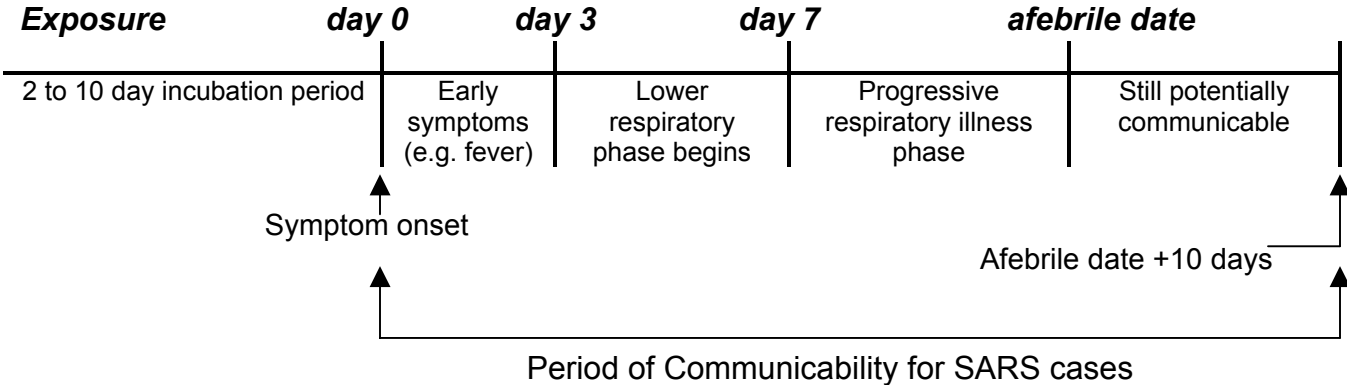 Exposure day 0 day 3 day 7 afebrile date
2 to 10 day incubation period
Early
symptoms
(e.g. fever)
Lower
respiratory
phase begins
Progressive
respiratory illness
phase
Still potentially
communicable
Symptom onset
Afebrile date +10 days
Period of Communicability for SARS cases